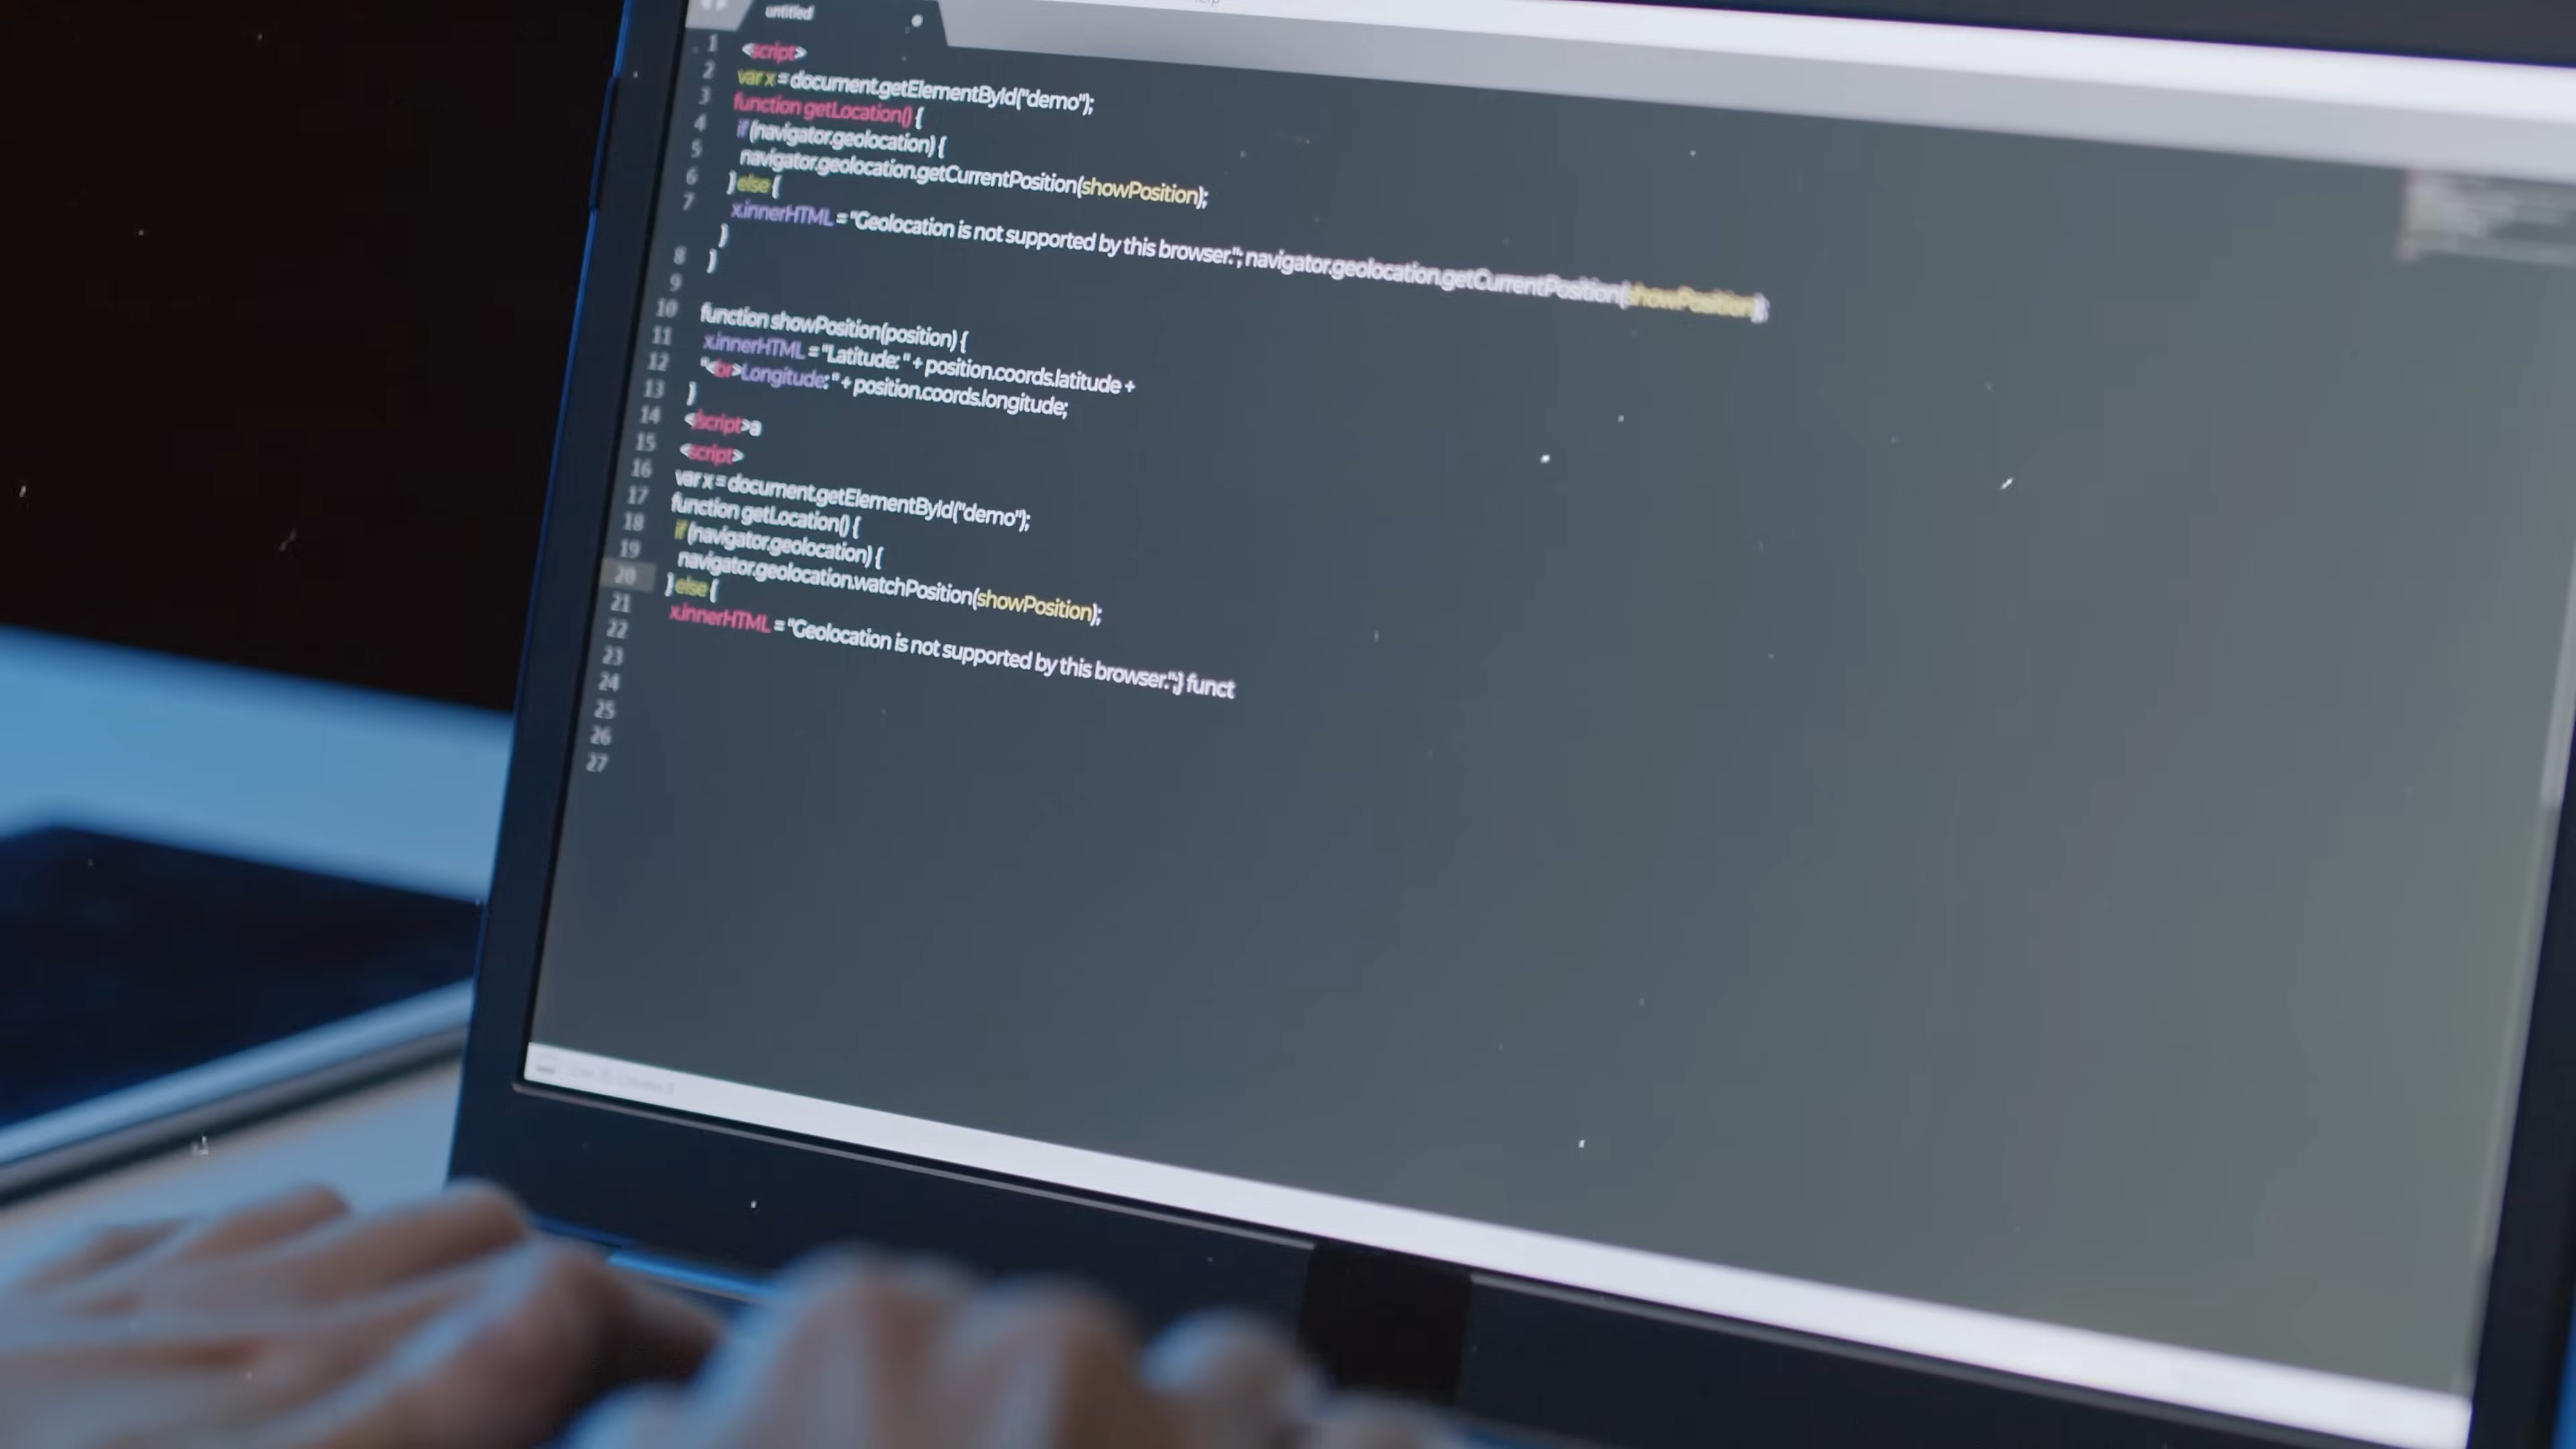 untitled
1 <script>
2 var x = document.getElementById("demo");
3 function getLocation() {
4 if (navigator.geolocation) {
5 navigator.geolocation.getCurrentPosition(showPosition);
6 } else {
7 x.innerHTML = "Geolocation is not supported by this browser."; navigator.geolocation.getCurrentPosition(showPosition);
}
8 }
9
10 function showPosition(position) {
11 x.innerHTML = "Latitude: " + position.coords.latitude +
12 "<br>Longitude: " + position.coords.longitude;
13 }
14 </script>a
15 <script>
16 var x = document.getElementById("demo");
17 function getLocation() {
18 if (navigator.geolocation) {
19 navigator.geolocation.watchPosition(showPosition);
20 } else {
21 x.innerHTML = "Geolocation is not supported by this browser.";} funct
22
23
24
25
26
27